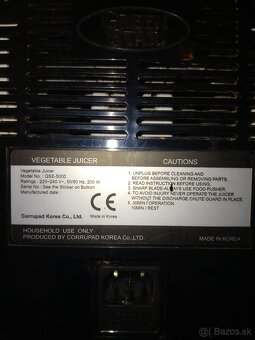 GREEN
STAR
VEGETABLE JUICER
CAUTIONS
Vegetable Juicer
Model No. : GSE-5000
Ratings : 220~240 V~, 50/60 Hz, 200 W
Serial No : See the Sticker on Bottom
Manufactured date :
Corrupad Korea Co., Ltd.
CE
1. UNPLUG BEFORE CLEANING AND
BEFORE ASSEMBLING OR REMOVING PARTS.
2. READ INSTRUCTION BEFORE USING.
3. SHARP BLADE-ALWAYS USE FOOD PUSHER.
4. TO AVOID INJURY NEVER OPERATE THE JUICER
WITHOUT THE DISCHARGE CHUTE GUARD IN PLACE
5. 30MIN / OPERATION.
10MIN / REST
HOUSEHOLD USE ONLY
PRODUCED BY CORRUPAD KOREA Co., LTD.
MADE IN KOREA
sBazar.sk